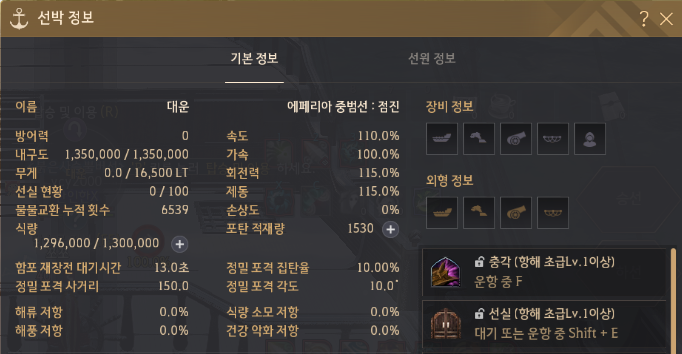 선박 정보
기본 정보
선원 정보
이름 대운
에페리아 중범선 : 점진
방어력 0
내구도 1,350,000 / 1,350,000
무게 0.0 / 16,500 LT
선실 현황 0 / 100
물물교환 누적 횟수 6539
식량
1,296,000 / 1,300,000
속도 110.0%
가속 100.0%
회전력 115.0%
제동 115.0%
손상도 0%
포탄 적재량 1530
함포 재장전 대기시간 13.0초
정밀 포격 사거리 150.0
정밀 포격 집탄율 10.00%
정밀 포격 각도 10.0˚
해류 저항 0.0%
해풍 저항 0.0%
식량 소모 저항 0.0%
건강 악화 저항 0.0%
장비 정보
외형 정보
충각 (항해 초급Lv.1이상)
운항 중 F
선실 (항해 초급Lv.1이상)
대기 또는 운항 중 Shift + E